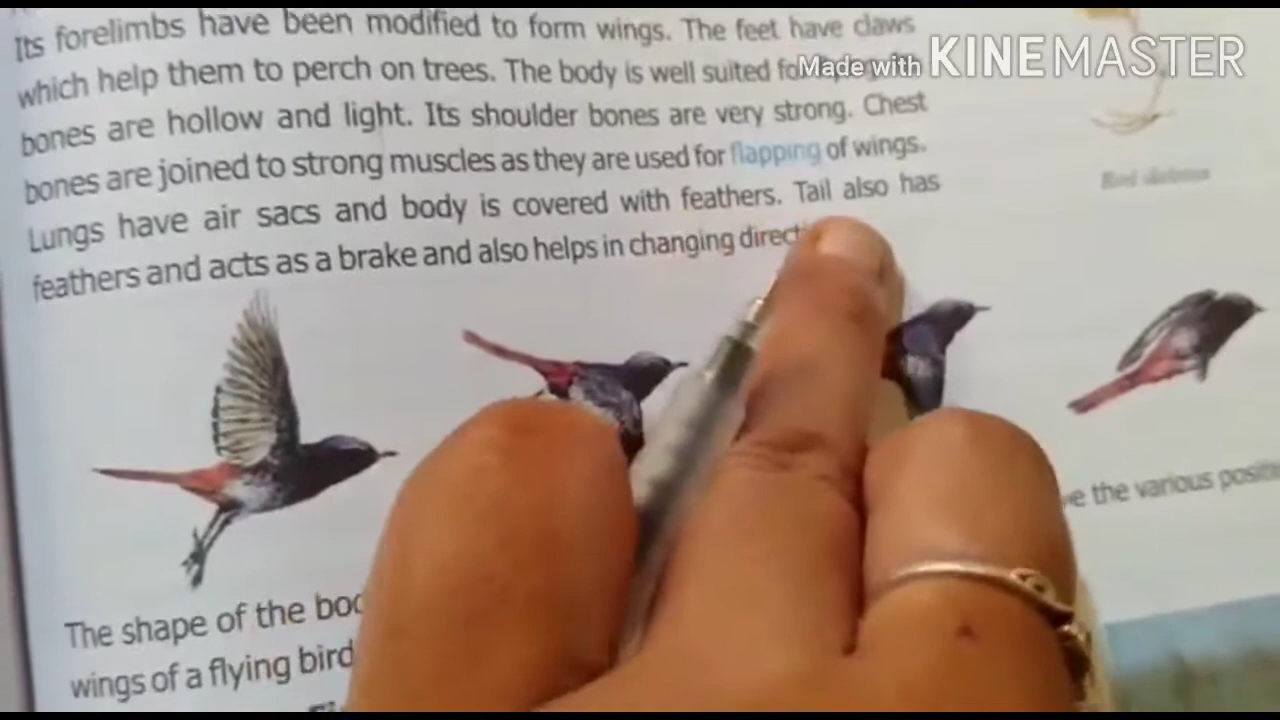 Its forelimbs have been modified to form wings. The feet have claws
which help them to perch on trees. The body is well suited
Made with KINEMASTER
bones are hollow and light. Its shoulder bones are very strong. Chest
bones are joined to strong muscles as they are used for flapping of wings.
Lungs have air sacs and body is covered with feathers. Tail also has
feathers and acts as a brake and also helps in changing
Bird skeleton
the various
The shape of the
wings of a flying bird